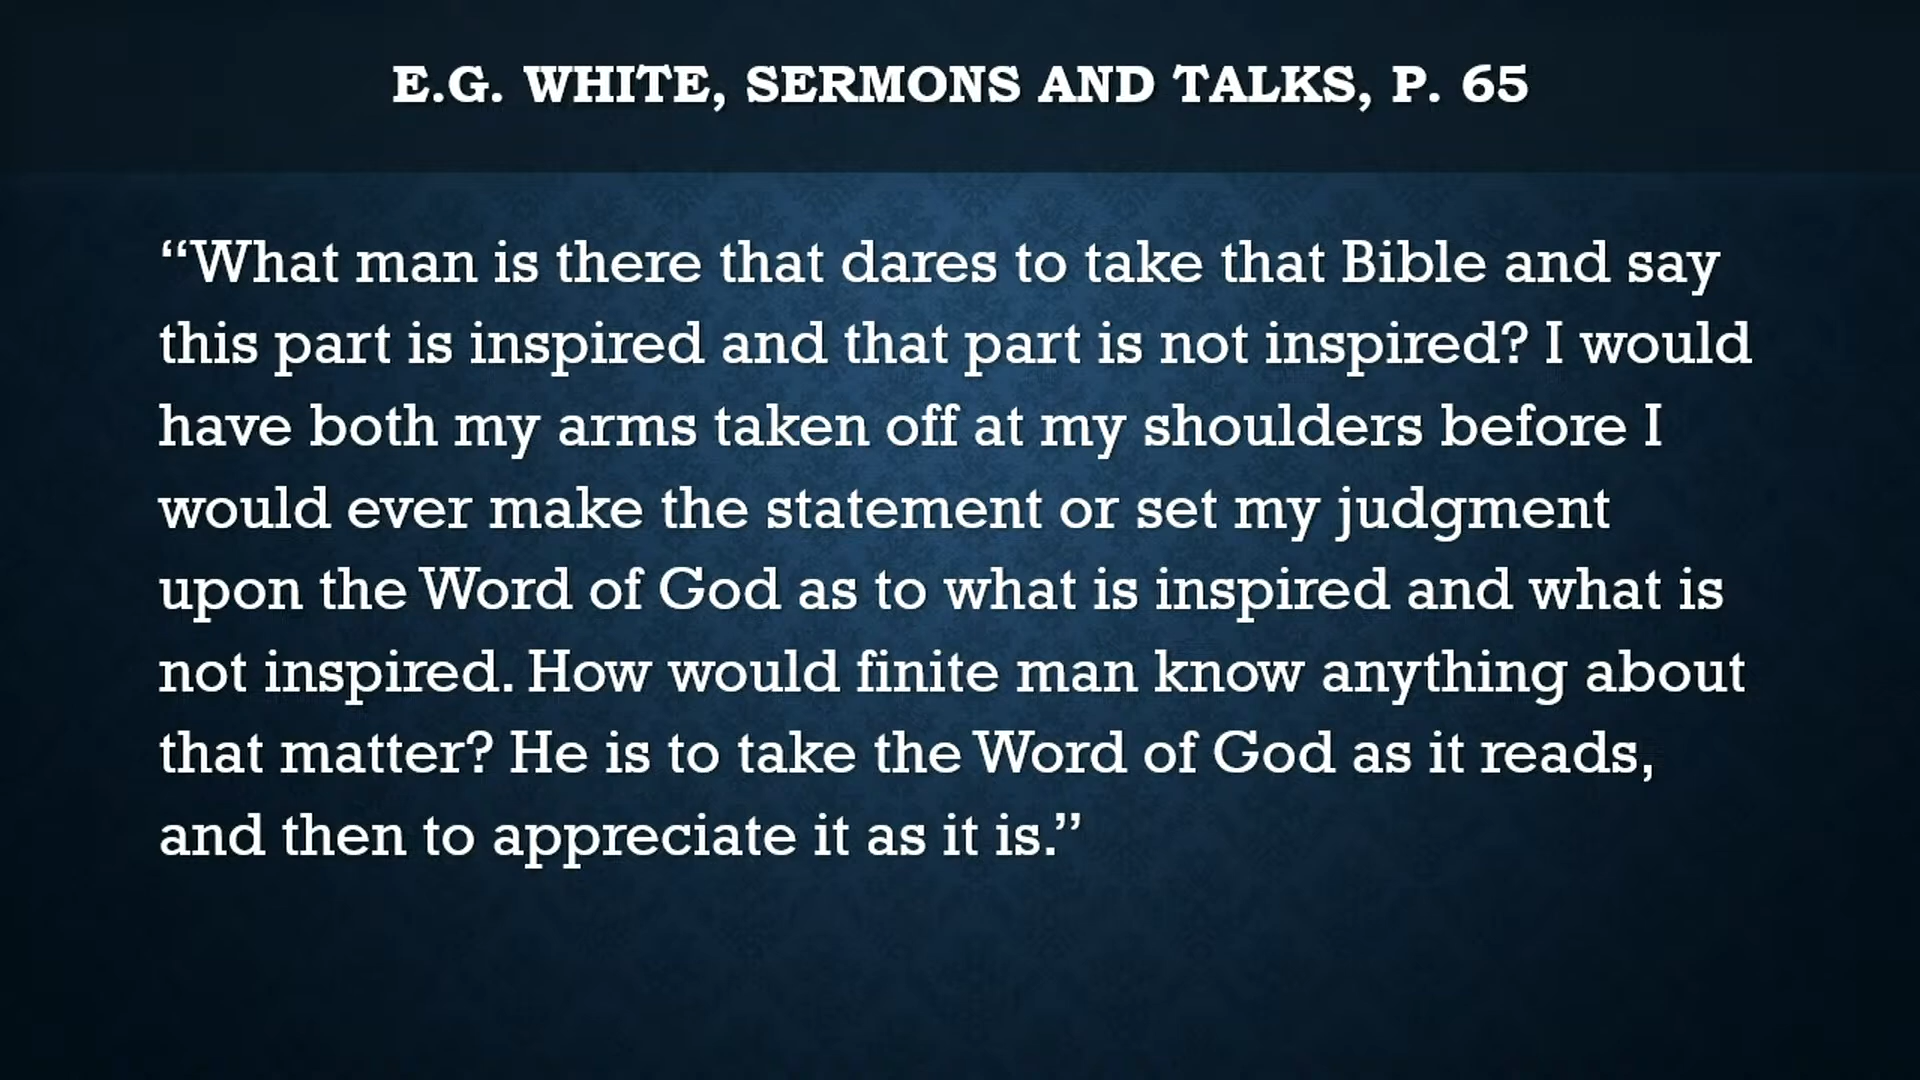 E.G. WHITE, SERMONS AND TALKS, P. 65
“What man is there that dares to take that Bible and say
this part is inspired and that part is not inspired? I would
have both my arms taken off at my shoulders before I
would ever make the statement or set my judgment
upon the Word of God as to what is inspired and what is
not inspired. How would finite man know anything about
that matter? He is to take the Word of God as it reads,
and then to appreciate it as it is.”